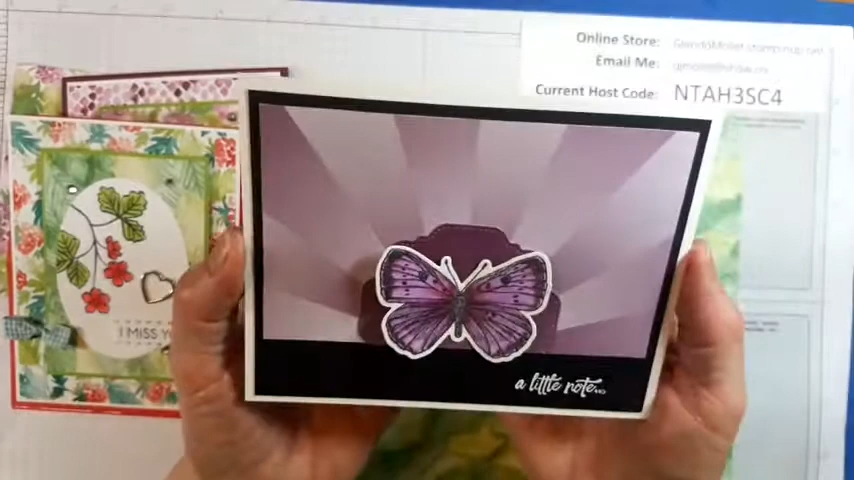 Online Store:
Email Me:
Current Host Code: NTAH3SC4
I MISS
a little note...